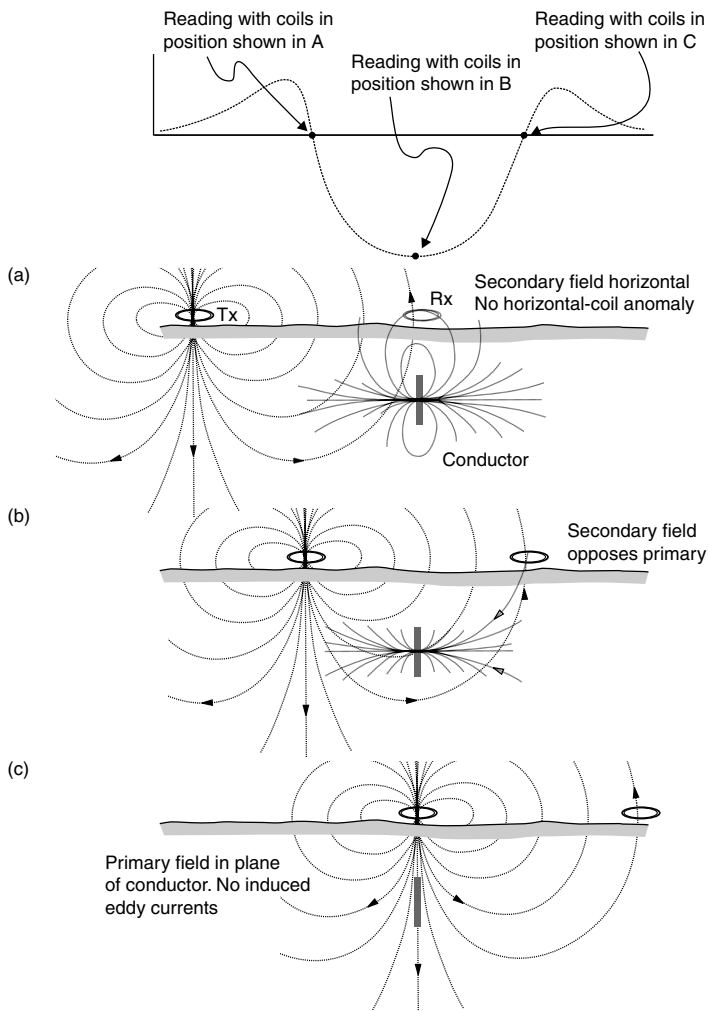 Reading with coils in
position shown in A
Reading with coils in
position shown in B
Reading with coils in
position shown in C
(a)
Secondary field horizontal
No horizontal-coil anomaly
Tx
Rx
Conductor
(b)
Secondary field
opposes primary
(c)
Primary field in plane
of conductor. No induced
eddy currents